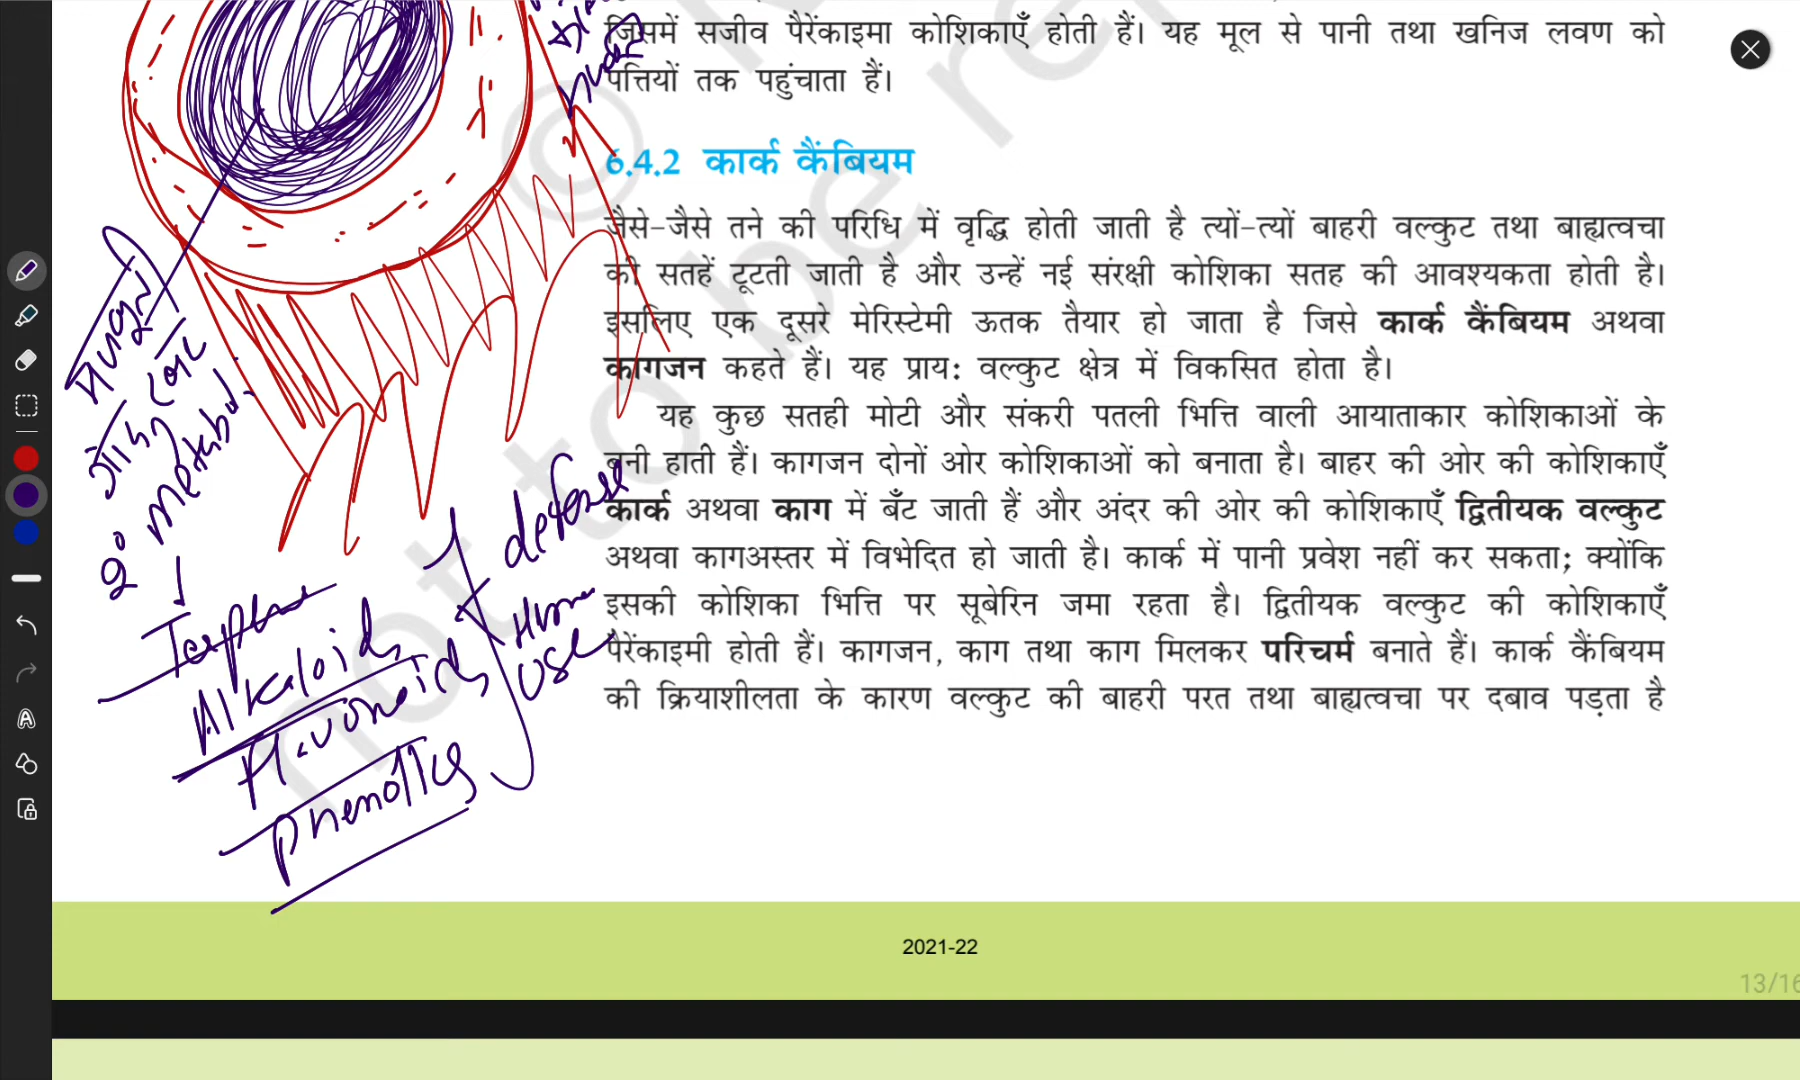 जिसमें सजीव पैरेंकाइमा कोशिकाएँ होती हैं। यह मूल से पानी तथा खनिज लवण को
पत्तियों तक पहुंचाता हैं।
6.4.2 कार्क कैंबियम
जैसे-जैसे तने की परिधि में वृद्धि होती जाती है त्यों-त्यों बाहरी वल्कुट तथा बाह्यत्वचा
की सतहें टूटती जाती है और उन्हें नई संरक्षी कोशिका सतह की आवश्यकता होती है।
इसलिए एक दूसरे मेरिस्टेमी ऊतक तैयार हो जाता है जिसे कार्क कैंबियम अथवा
कागजन कहते हैं। यह प्राय: वल्कुट क्षेत्र में विकसित होता है।
यह कुछ सतही मोटी और संकरी पतली भित्ति वाली आयाताकार कोशिकाओं के
बनी हाती हैं। कागजन दोनों ओर कोशिकाओं को बनाता है। बाहर की ओर की कोशिकाएँ
कार्क अथवा काग में बँट जाती हैं और अंदर की ओर की कोशिकाएँ द्वितीयक वल्कुट
अथवा कागअस्तर में विभेदित हो जाती है। कार्क में पानी प्रवेश नहीं कर सकता; क्योंकि
इसकी कोशिका भित्ति पर सूबेरिन जमा रहता है। द्वितीयक वल्कुट की कोशिकाएँ
पैरेंकाइमी होती हैं। कागजन, काग तथा काग मिलकर परिचर्म बनाते हैं। कार्क कैंबियम
की क्रियाशीलता के कारण वल्कुट की बाहरी परत तथा बाह्यत्वचा पर दबाव पड़ता है
2°
Alkaloids
Flavonoids
phenolics
defense
Human
use
not to be re
©
2021-22
13/16